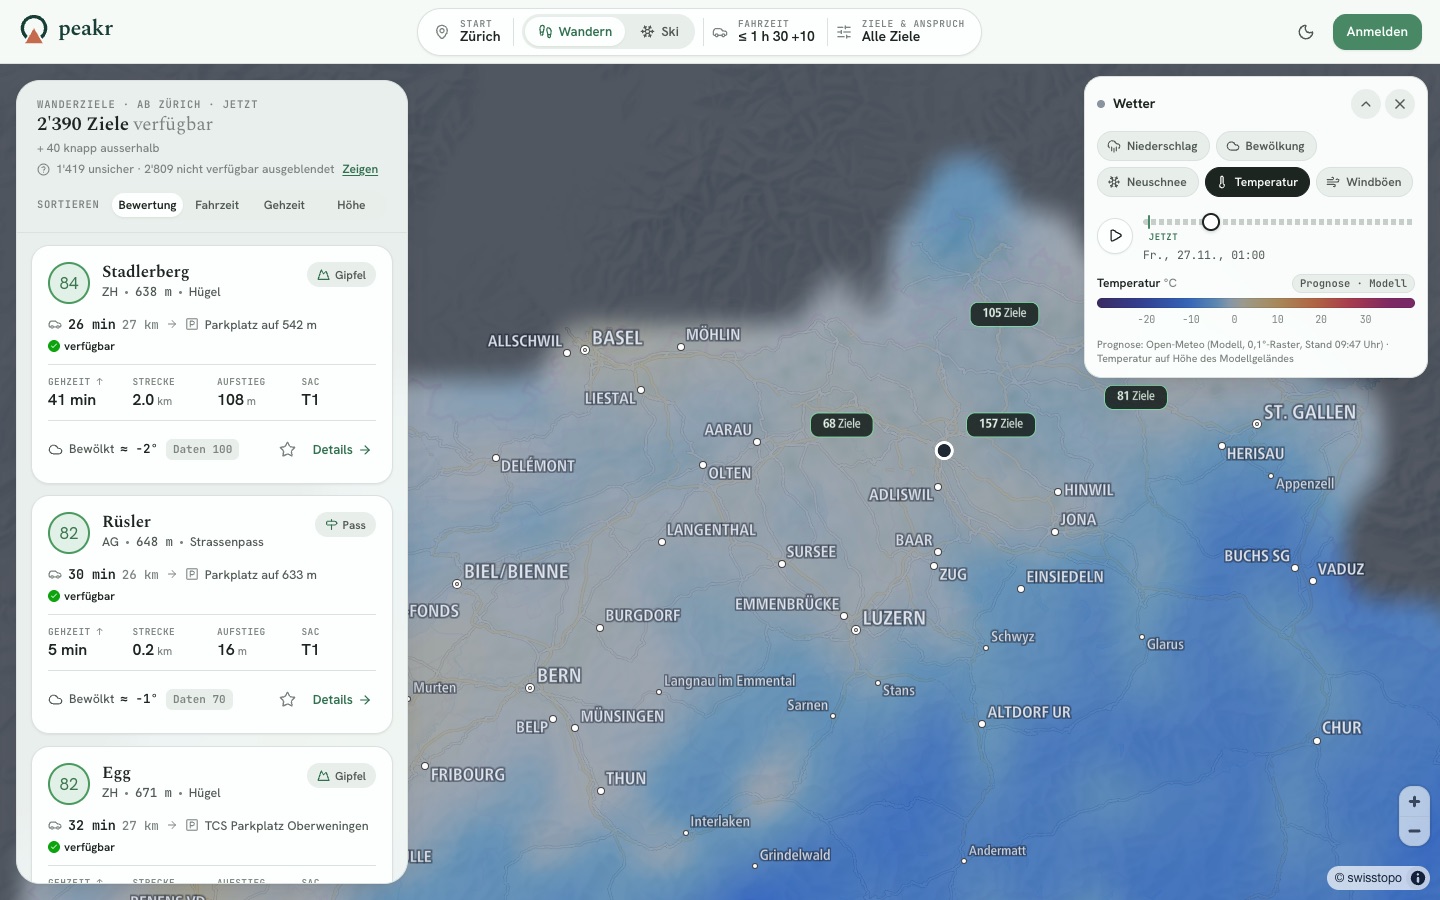 peakr
START
Zürich
Wandern
Ski
FAHRZEIT
≤ 1 h 30 +10
ZIELE & ANSPRUCH
Alle Ziele
Anmelden
WANDERZIELE · AB ZÜRICH · JETZT
2'390 Ziele verfügbar
+ 40 knapp ausserhalb
1'419 unsicher · 2'809 nicht verfügbar ausgeblendet Zeigen
SORTIEREN Bewertung Fahrzeit Gehzeit Höhe
84
Stadlerberg
Gipfel
ZH • 638 m • Hügel
26 min 27 km → P Parkplatz auf 542 m
verfügbar
GEHZEIT ↑ STRECKE AUFSTIEG SAC
41 min 2.0 km 108 m T1
Bewölkt ≈ -2° Daten 100 Details →
82
Rüsler
Pass
AG • 648 m • Strassenpass
30 min 26 km → P Parkplatz auf 633 m
verfügbar
GEHZEIT ↑ STRECKE AUFSTIEG SAC
5 min 0.2 km 16 m T1
Bewölkt ≈ -1° Daten 70 Details →
82
Egg
Gipfel
ZH • 671 m • Hügel
32 min 27 km → P TCS Parkplatz Oberweningen
verfügbar
GEHZEIT ↑ STRECKE AUFSTIEG SAC
Wetter
Niederschlag
Bewölkung
Neuschnee
Temperatur
Windböen
JETZT
Fr., 27.11., 01:00
Temperatur °C
Prognose · Modell
-20 -10 0 10 20 30
Prognose: Open-Meteo (Modell, 0,1°-Raster, Stand 09:47 Uhr) ·
Temperatur auf Höhe des Modellgeländes
105 Ziele
81 Ziele
68 Ziele
157 Ziele
ALLSCHWIL
BASEL
MÖHLIN
LIESTAL
AARAU
DELÉMONT
OLTEN
ADLISWIL
HINWIL
ST. GALLEN
HERISAU
Appenzell
JONA
LANGENTHAL
SURSEE
BAAR
ZUG
EINSIEDELN
BUCHS SG
VADUZ
BIEL/BIENNE
FONDS
BURGDORF
EMMENBRÜCKE
LUZERN
Schwyz
Glarus
BERN
Murten
Langnau im Emmental
Stans
Sarnen
BELP
MÜNSINGEN
ALTDORF UR
CHUR
FRIBOURG
THUN
Interlaken
LLE
Grindelwald
Andermatt
RENENS VD
© swisstopo